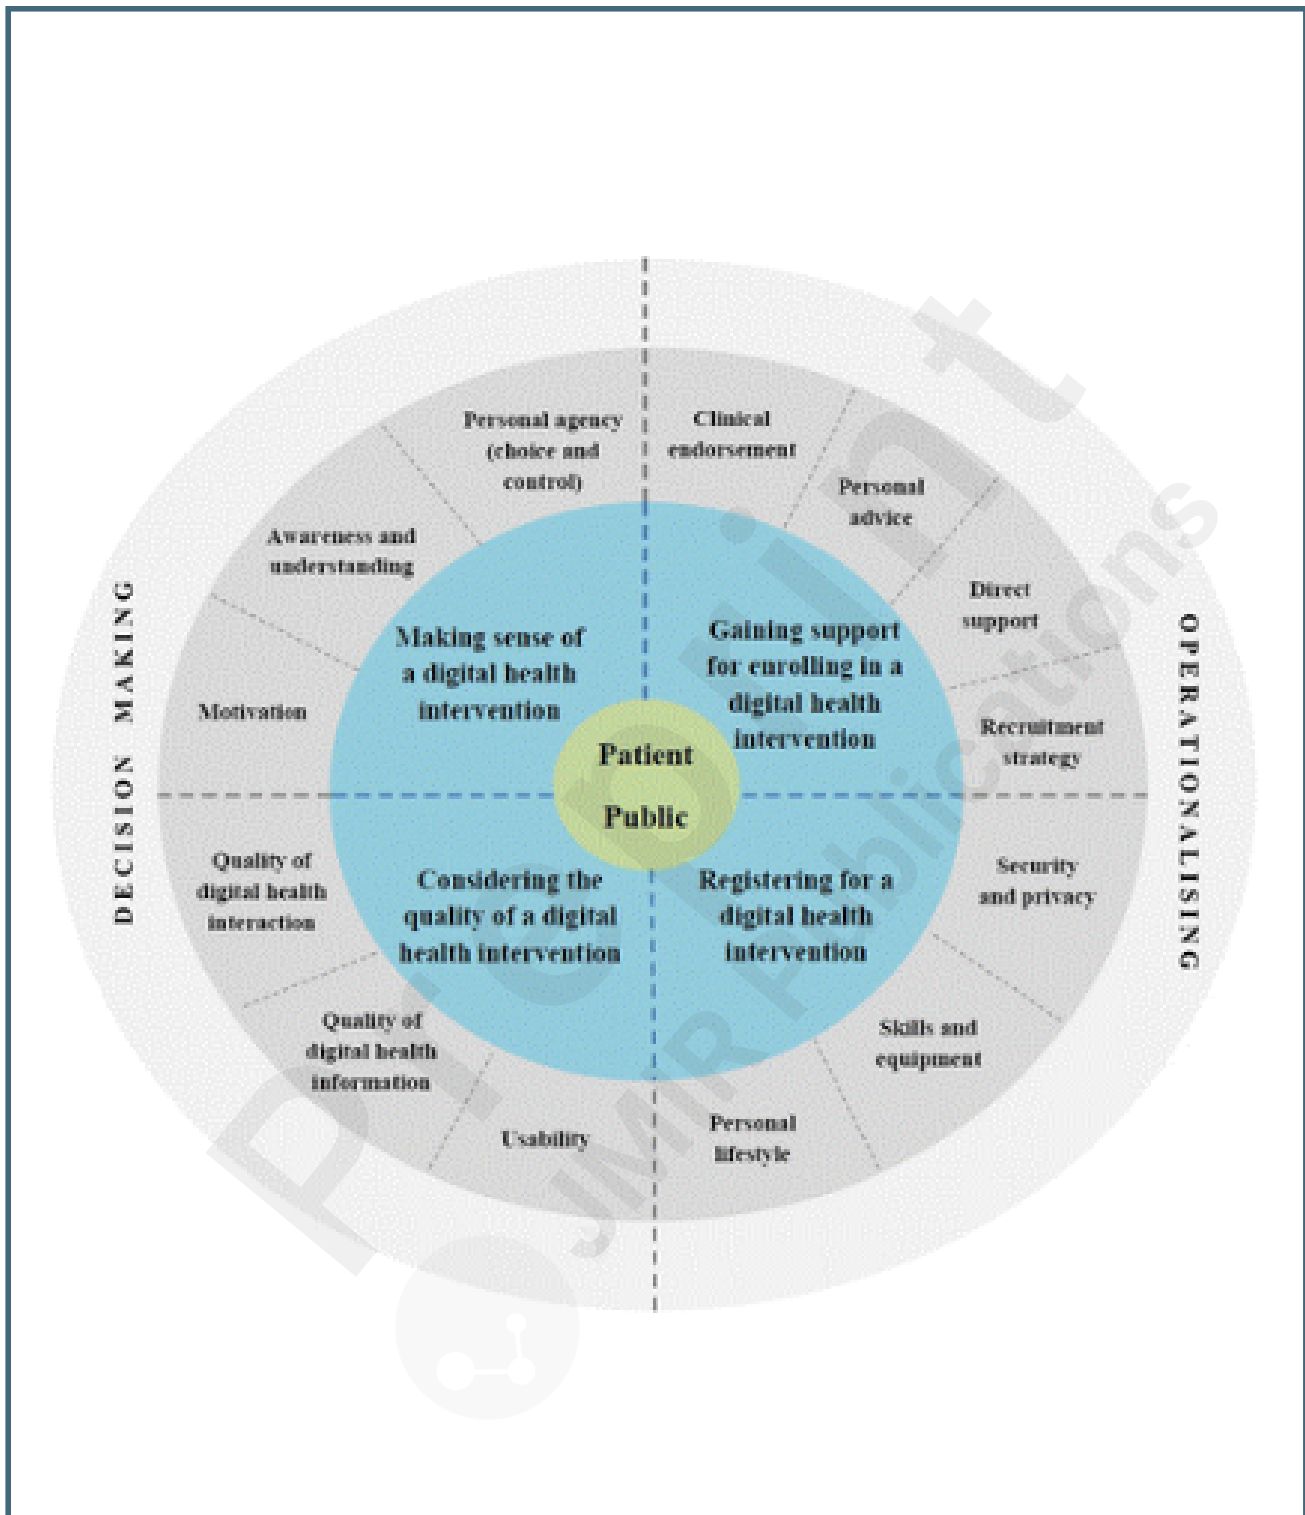 Personal agency
(choice and
control)
Clinical
endorsement
Personal
advice
Awareness and
understanding
Direct
support
Making sense of
a digital health
intervention
Gaining support
for enrolling in a
digital health
intervention
Motivation
Recruitment
strategy
DECISION MAKING
OPERATIONALISING
Patient
Public
Quality of
digital health
interaction
Considering the
quality of a digital
health intervention
Registering for a
digital health
intervention
Security
and privacy
Quality of
digital health
information
Skills and
equipment
Usability
Personal
lifestyle
Preprint
JMIR Publications